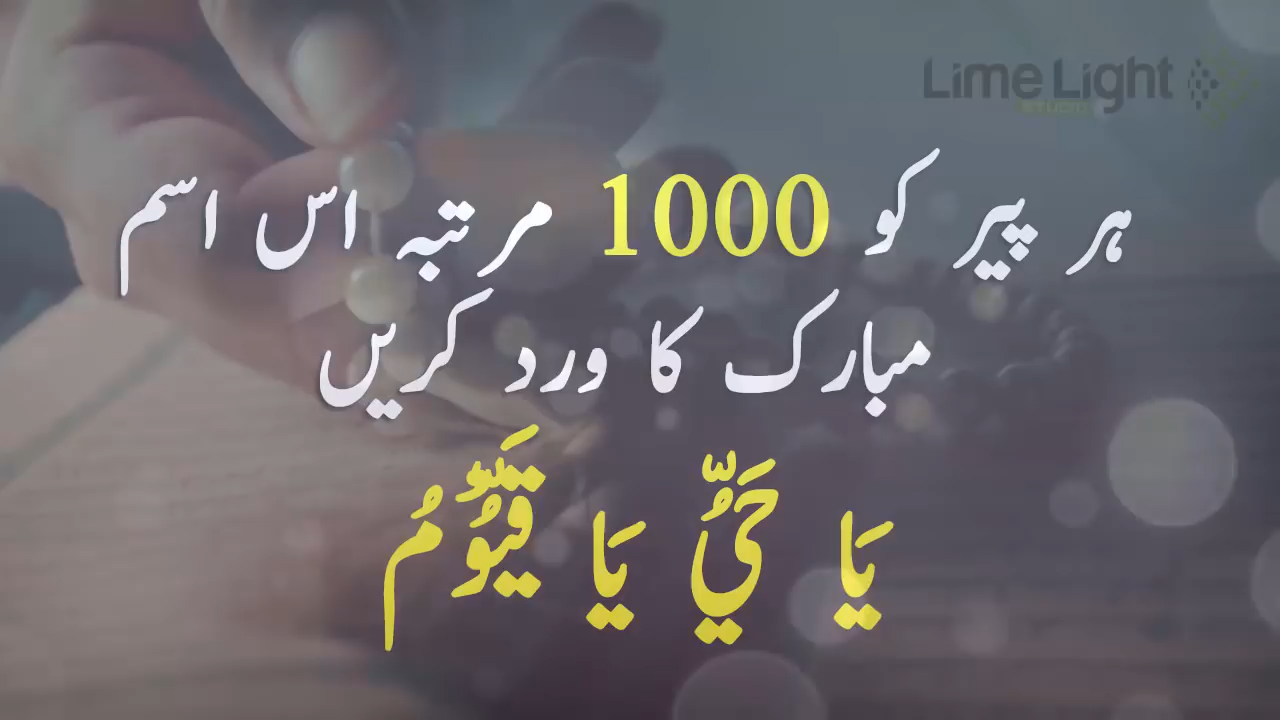 Lime Light
ہر پیر کو 1000 مرتبہ اس اسم
مبارک کا ورد کریں
یَا حَیُّ یَا قَیُّوْمُ